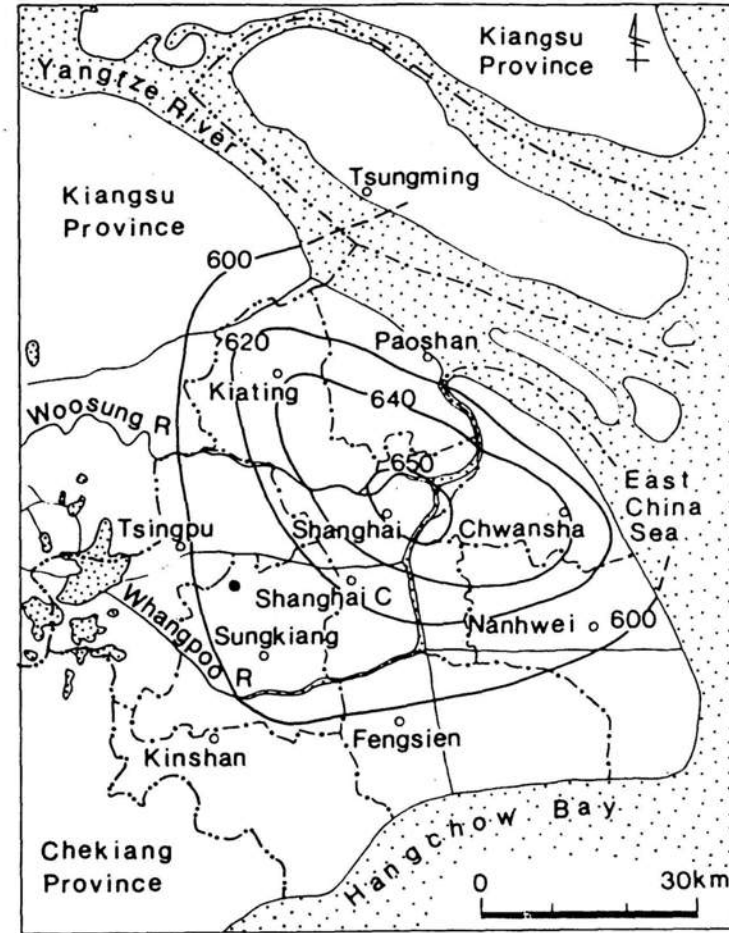 Kiangsu
Province
Yangtze River
Tsungming
Kiangsu
Province
600
620
Paoshan
Kiating
640
Woosung R
650
East
China
Sea
Tsingpu
Shanghai
Chwansha
Shanghai C
Whangpoo R
Nanhwei
600
Sungkiang
Fengsien
Kinshan
Hangchow Bay
Chekiang
Province
0
30km